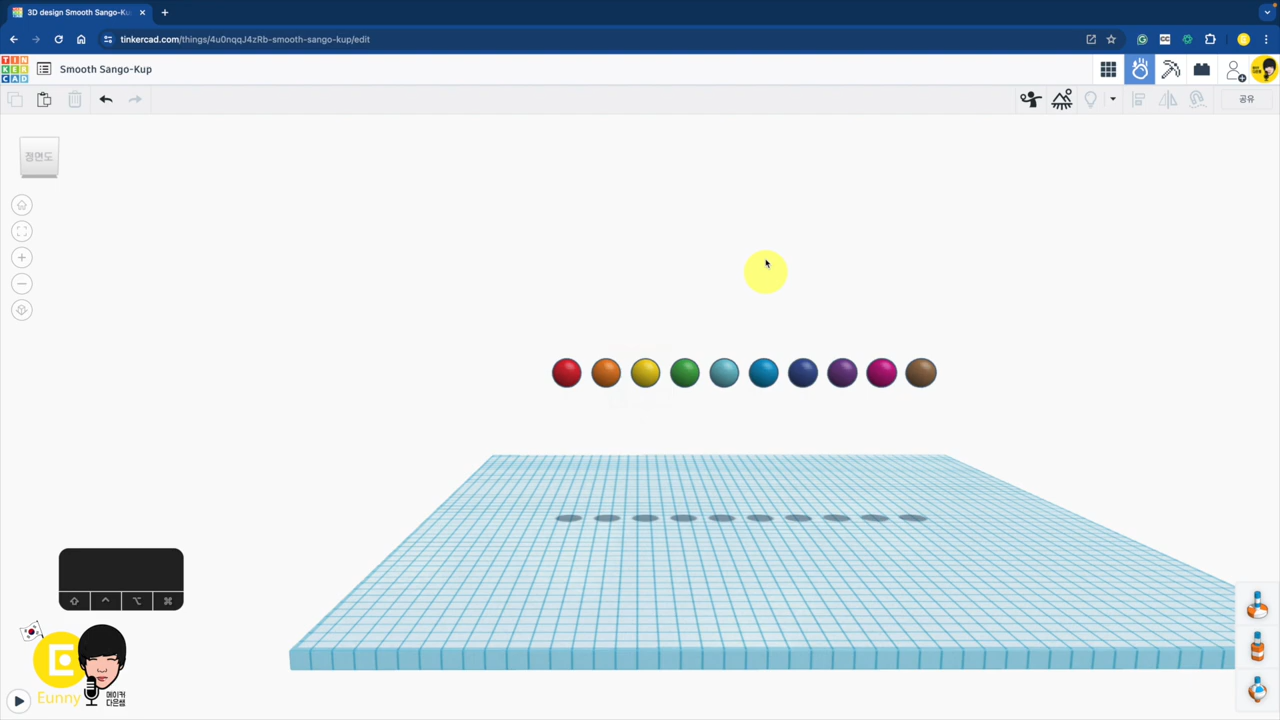 3D design Smooth Sango-Ku
tinkercad.com/things/4u0nqqJ4zRb-smooth-sango-kup/edit
TIN
KER
CAD
Smooth Sango-Kup
공유
정면도
Eunny
메이커
다은쌤